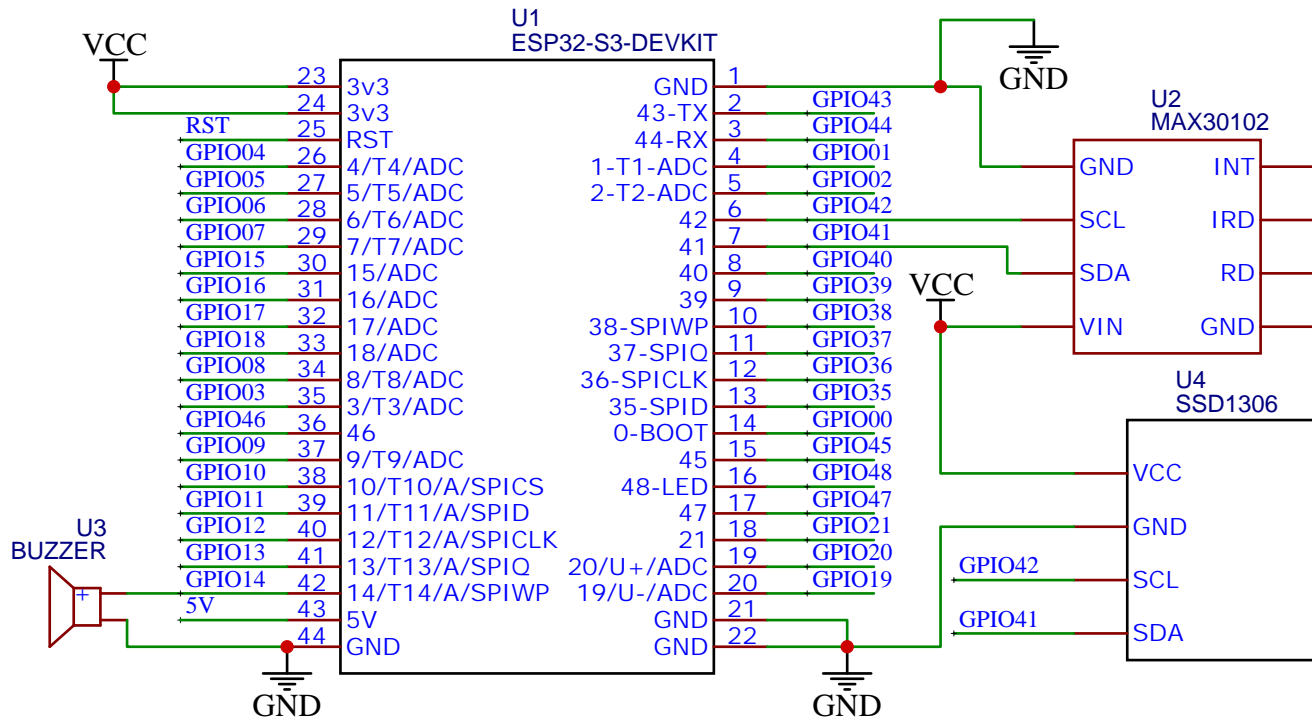 U1
ESP32-S3-DEVKIT
VCC
GND
U2
MAX30102
23 3v3 GND 1
24 3v3 43-TX 2 GPIO43
RST 25 RST 44-RX 3 GPIO44
GPIO04 26 4/T4/ADC 1-T1-ADC 4 GPIO01
GPIO05 27 5/T5/ADC 2-T2-ADC 5 GPIO02
GPIO06 28 6/T6/ADC 42 6 GPIO42
GPIO07 29 7/T7/ADC 41 7 GPIO41
GPIO15 30 15/ADC 40 8 GPIO40
GPIO16 31 16/ADC 39 9 GPIO39
GPIO17 32 17/ADC 38-SPIWP 10 GPIO38
GPIO18 33 18/ADC 37-SPIQ 11 GPIO37
GPIO08 34 8/T8/ADC 36-SPICLK 12 GPIO36
GPIO03 35 3/T3/ADC 35-SPID 13 GPIO35
GPIO46 36 46 0-BOOT 14 GPIO00
GPIO09 37 9/T9/ADC 45 15 GPIO45
GPIO10 38 10/T10/A/SPICS 48-LED 16 GPIO48
GPIO11 39 11/T11/A/SPID 47 17 GPIO47
GPIO12 40 12/T12/A/SPICLK 21 18 GPIO21
GPIO13 41 13/T13/A/SPIQ 20/U+/ADC 19 GPIO20
GPIO14 42 14/T14/A/SPIWP 19/U-/ADC 20 GPIO19
5V 43 5V GND 21
44 GND GND 22
GND INT
SCL IRD
SDA RD
VIN GND
VCC
U4
SSD1306
VCC
GND
GPIO42 SCL
GPIO41 SDA
U3
BUZZER
+
GND
GND